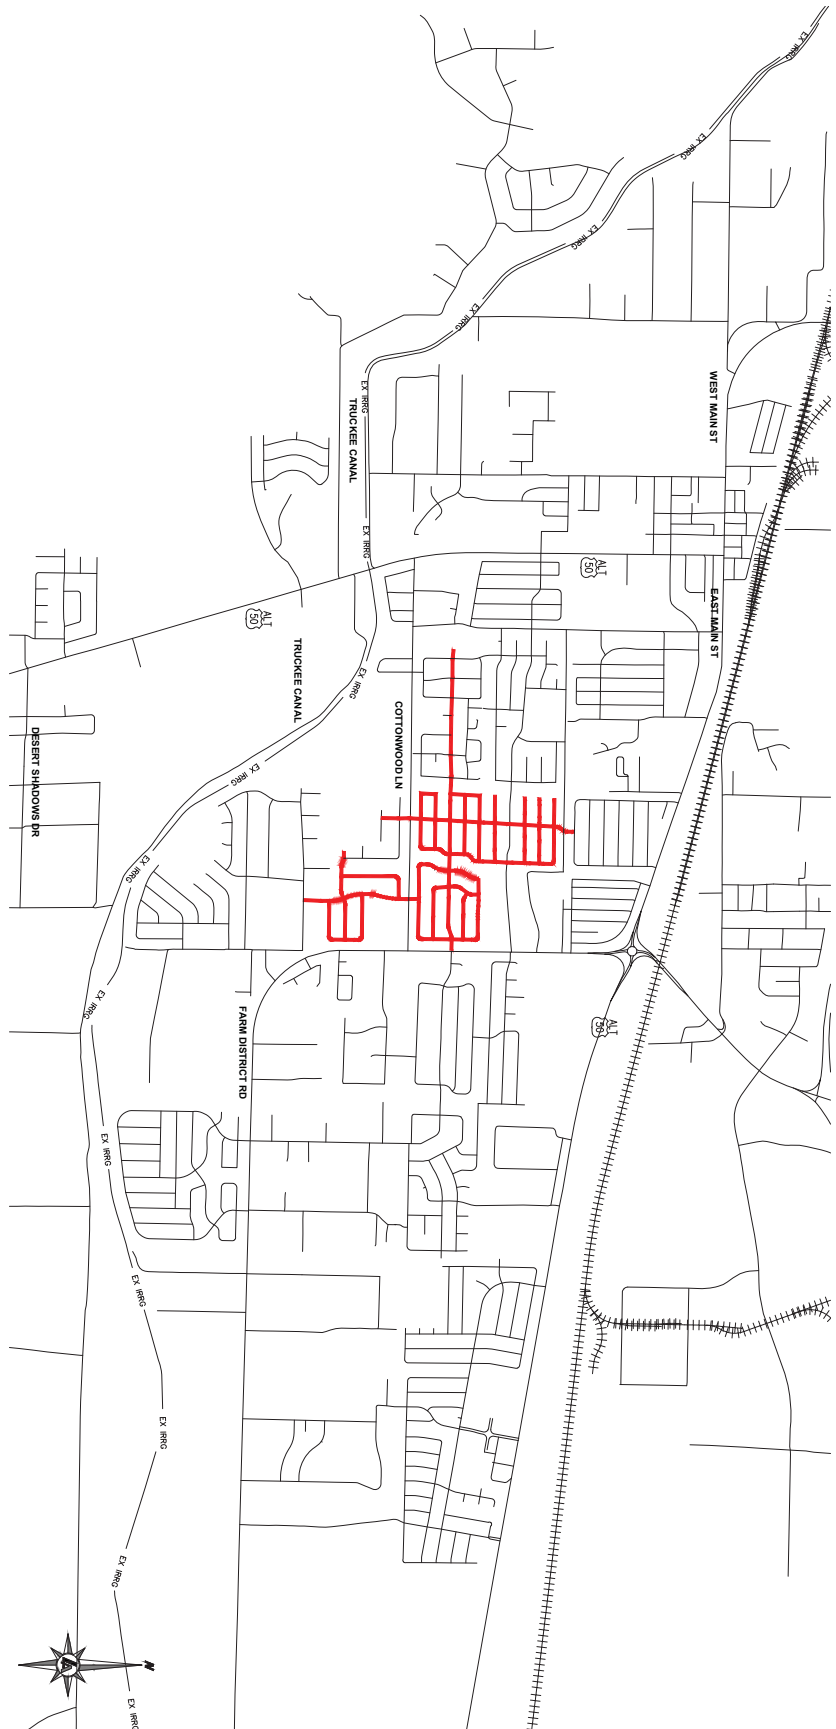 EX IRRG
EX IRRG
EX IRRG
EX IRRG
WEST MAIN ST
EX IRRG
TRUCKEE CANAL
EX IRRG
ALT
50
EAST MAIN ST
ALT
50
TRUCKEE CANAL
EX IRRG
COTTONWOOD LN
DESERT SHADOWS DR
EX IRRG
EX IRRG
EX IRRG
FARM DISTRICT RD
ALT
50
EX IRRG
EX IRRG
EX IRRG
EX IRRG
N
EX IRRG